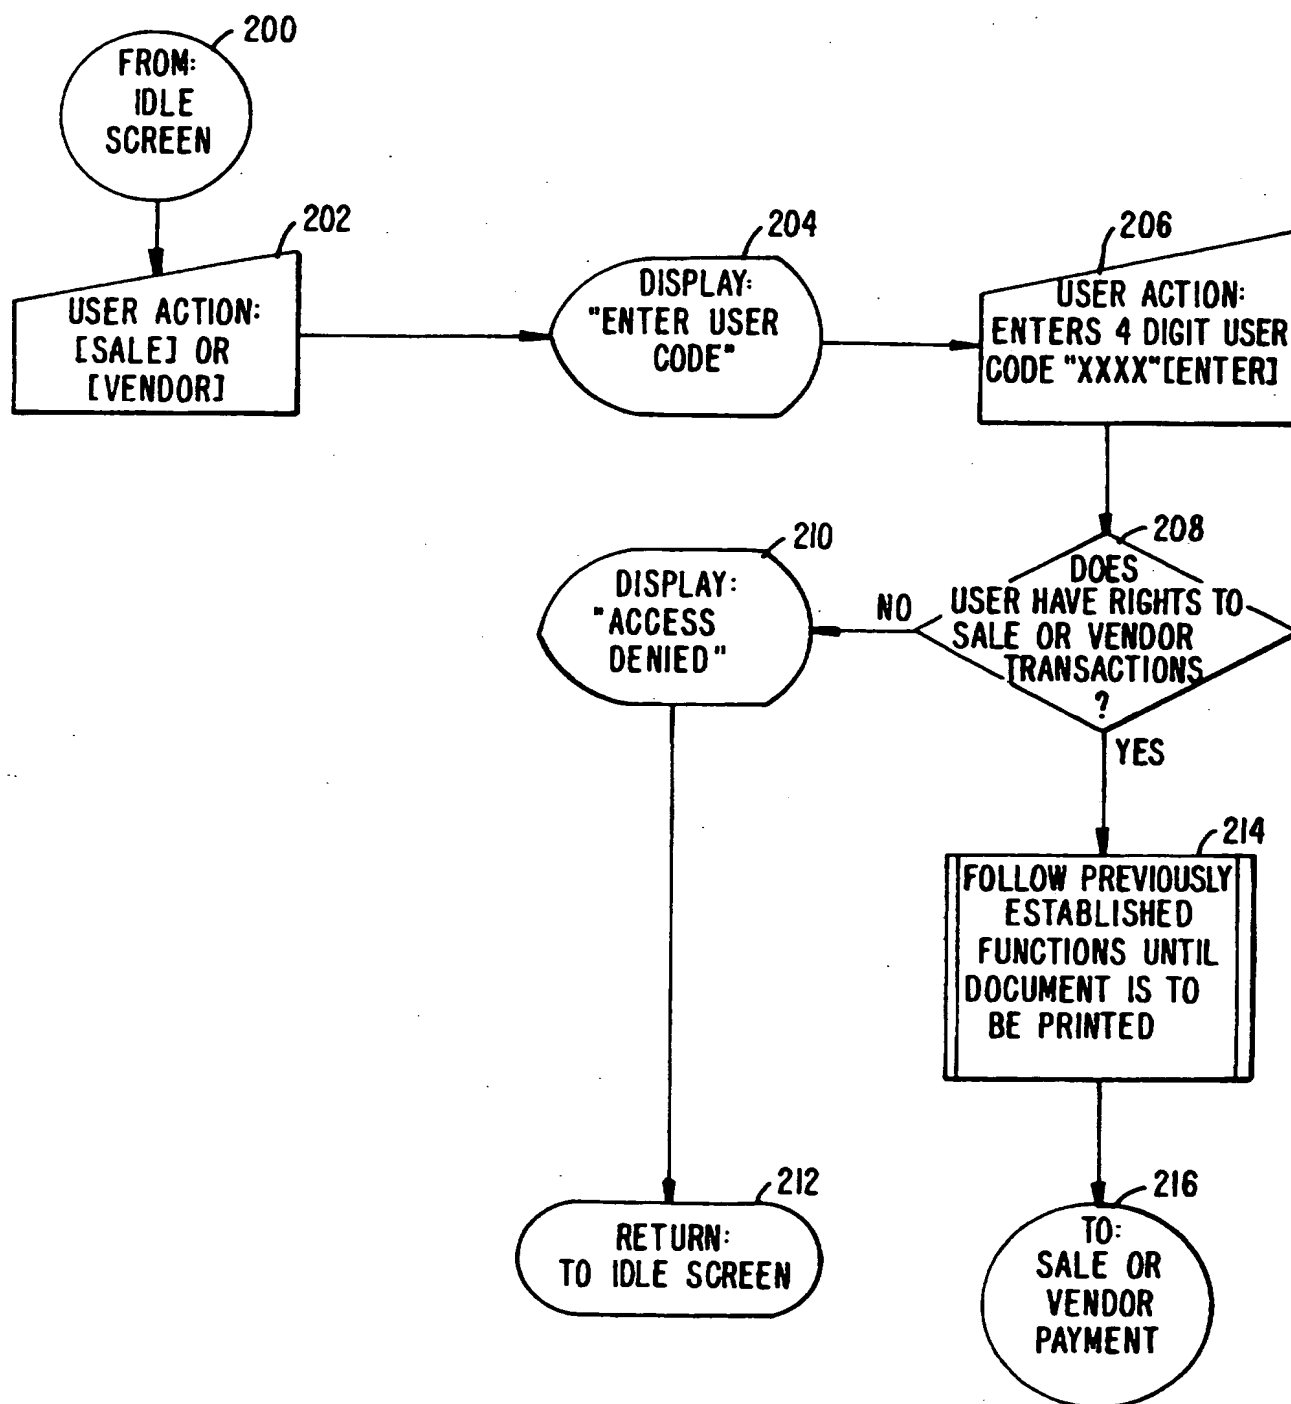 200
FROM:
IDLE
SCREEN
202
USER ACTION:
[SALE] OR
[VENDOR]
204
DISPLAY:
"ENTER USER
CODE"
206
USER ACTION:
ENTERS 4 DIGIT USER
CODE "XXXX"[ENTER]
208
DOES
USER HAVE RIGHTS TO
SALE OR VENDOR
TRANSACTIONS
?
NO
YES
210
DISPLAY:
"ACCESS
DENIED"
212
RETURN:
TO IDLE SCREEN
214
FOLLOW PREVIOUSLY
ESTABLISHED
FUNCTIONS UNTIL
DOCUMENT IS TO
BE PRINTED
216
TO:
SALE OR
VENDOR
PAYMENT